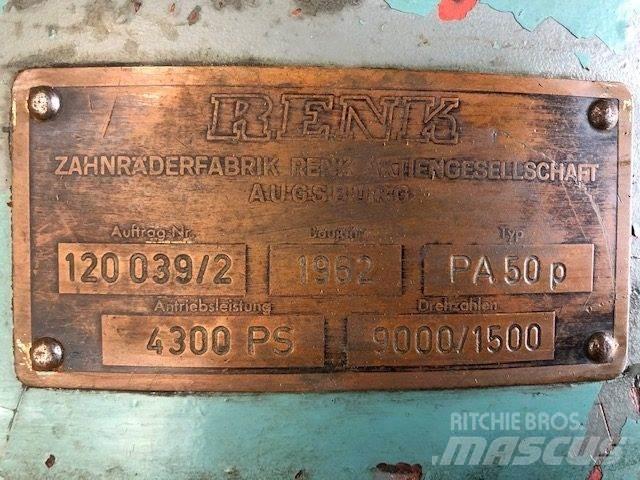 RENK
ZAHNRÄDERFABRIK RENK AKTIENGESELLSCHAFT
AUGSBURG
Auftrag-Nr. Baujahr Typ
120 039/2 1962 PA 50 p
Antriebsleistung Drehzahlen
4300 PS 9000/1500
RITCHIE BROS.
MASCUS